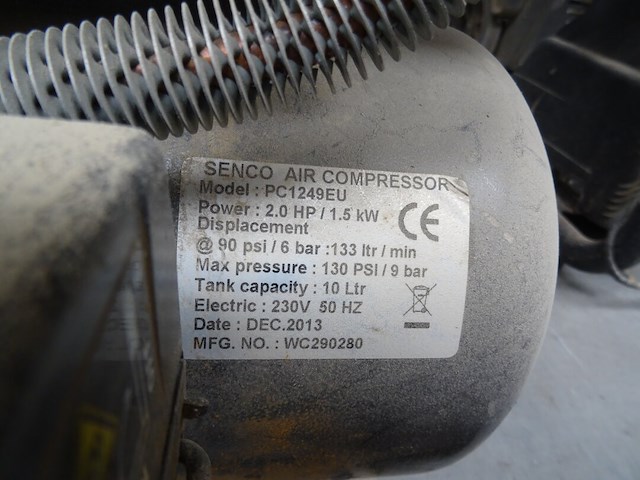 SENCO AIR COMPRESSOR
Model : PC1249EU
Power : 2.0 HP / 1.5 kW
CE
Displacement
@ 90 psi / 6 bar :133 ltr / min
Max pressure : 130 PSI / 9 bar
Tank capacity : 10 Ltr
Electric : 230V 50 HZ
Date : DEC.2013
MFG. NO. : WC290280